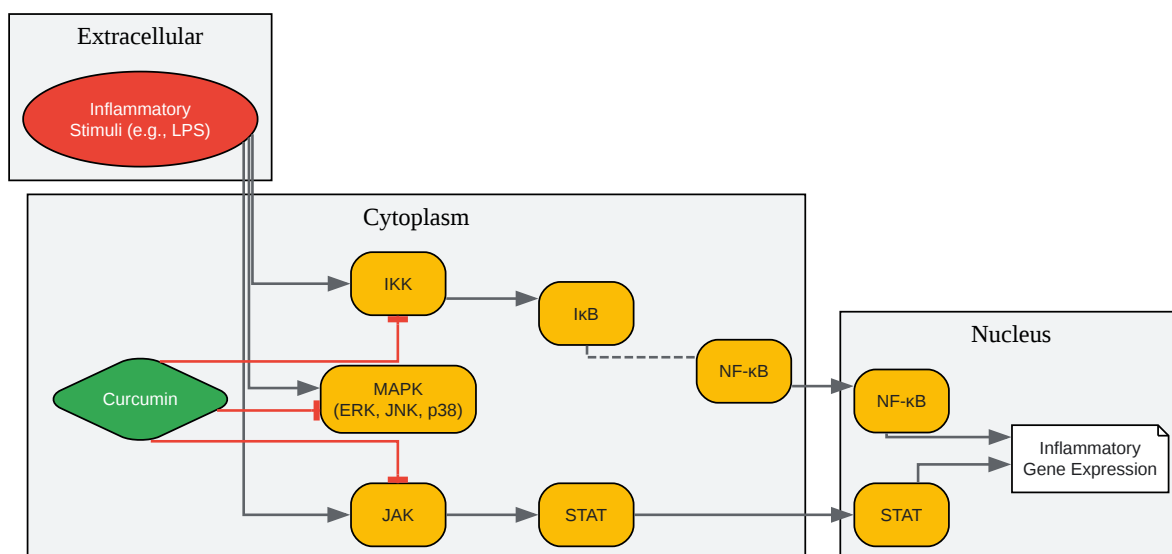 Extracellular
Inflammatory
Stimuli (e.g., LPS)
Cytoplasm
IKK
IκB
NF-κB
Nucleus
Curcumin
MAPK
(ERK, JNK, p38)
NF-κB
Inflammatory
Gene Expression
JAK
STAT
STAT